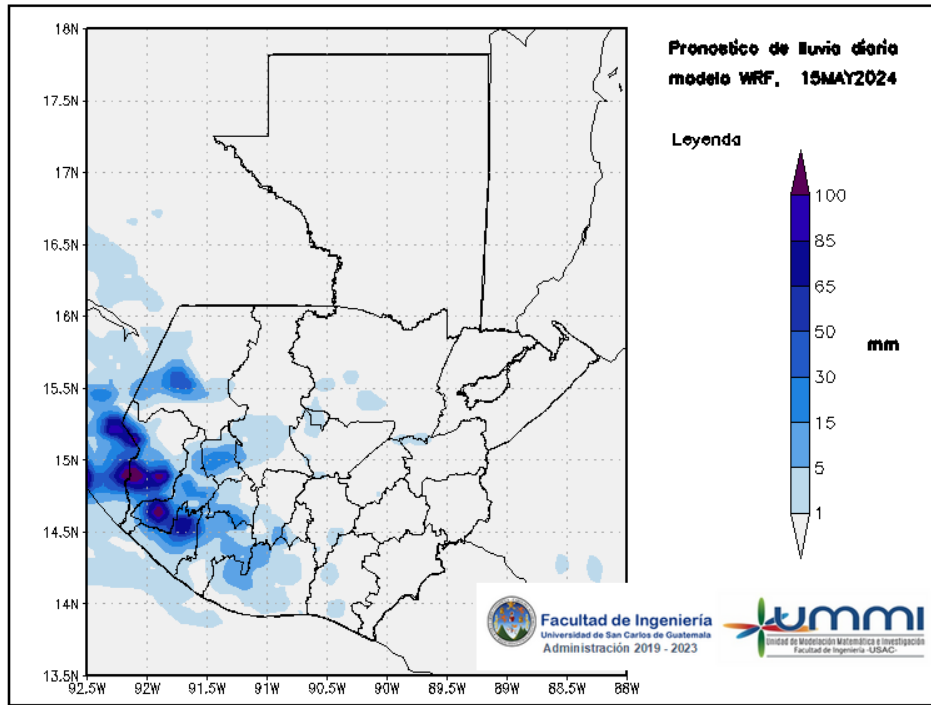 Pronostico de lluvia diaria
modelo WRF, 15MAY2024
Leyenda
100
85
65
50
30
15
5
1
mm
18N
17.5N
17N
16.5N
16N
15.5N
15N
14.5N
14N
13.5N
92.5W
92W
91.5W
91W
90.5W
90W
89.5W
89W
88.5W
88W
Facultad de Ingeniería
Universidad de San Carlos de Guatemala
Administración 2019 - 2023
ummi
Unidad de Modelación Matemática e Investigación
Facultad de Ingeniería -USAC-